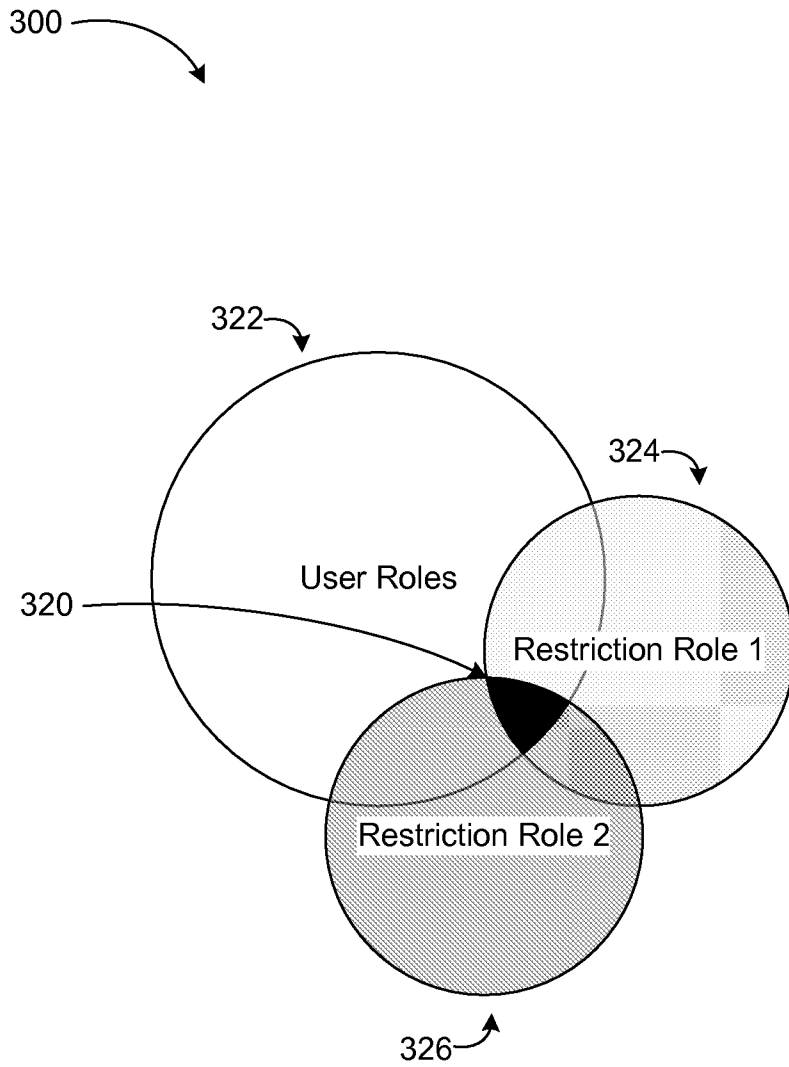 300
322
324
User Roles
320
Restriction Role 1
Restriction Role 2
326